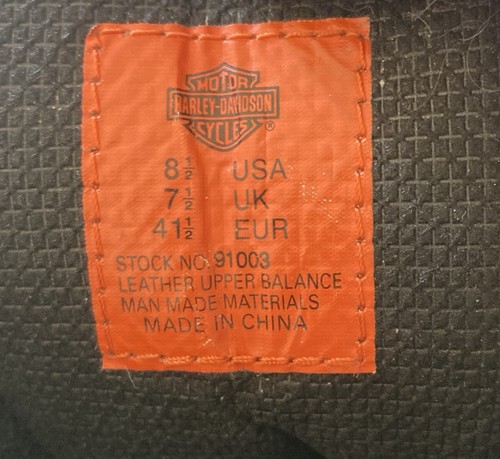 MOTOR
HARLEY-DAVIDSON
CYCLES®
8½ USA
7½ UK
41½ EUR
STOCK NO. 91003
LEATHER UPPER BALANCE
MAN MADE MATERIALS
MADE IN CHINA